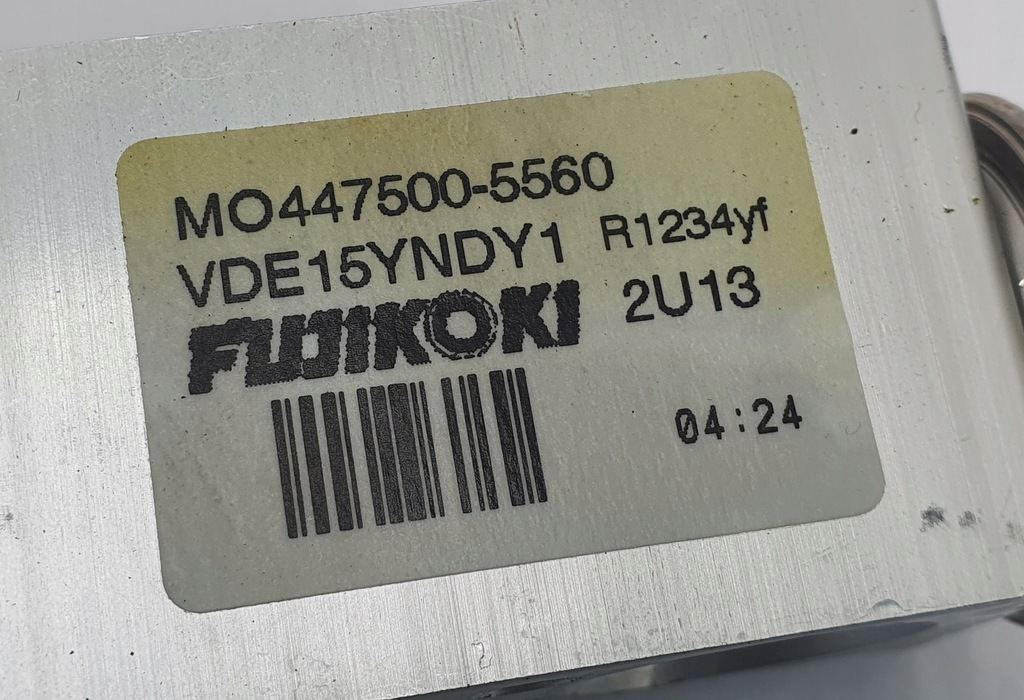 MO447500-5560
VDE15YNDY1 R1234yf
FUJIKOKI 2U13
04:24